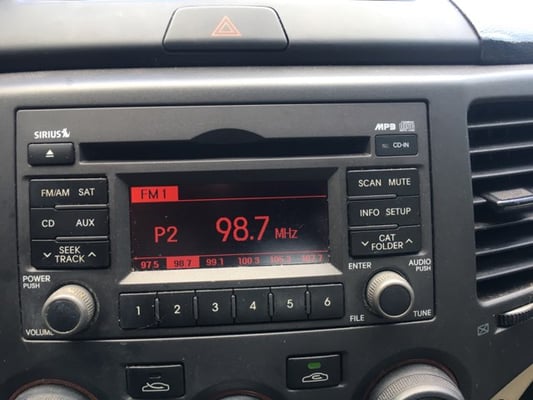 SIRIUS
MP3
CD-IN
FM/AM SAT
CD AUX
SEEK
TRACK
FM1
P2 98.7 MHz
97.5 98.7 99.1 100.3 105.3 107.7
SCAN MUTE
INFO SETUP
CAT
FOLDER
POWER
PUSH
VOLUME
1 2 3 4 5 6
ENTER
AUDIO
PUSH
FILE
TUNE